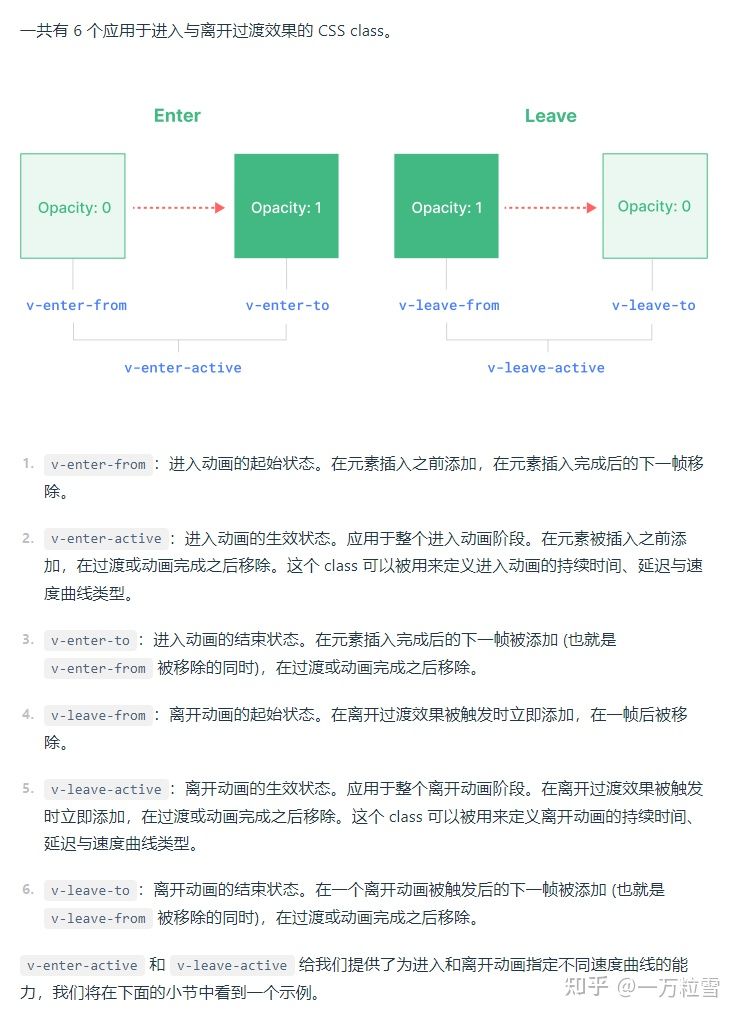 一共有 6 个应用于进入与离开过渡效果的 CSS class。
Enter
Leave
Opacity: 0
Opacity: 1
Opacity: 1
Opacity: 0
v-enter-from
v-enter-to
v-leave-from
v-leave-to
v-enter-active
v-leave-active
1. v-enter-from：进入动画的起始状态。在元素插入之前添加，在元素插入完成后的下一帧移
除。
2. v-enter-active：进入动画的生效状态。应用于整个进入动画阶段。在元素被插入之前添
加，在过渡或动画完成之后移除。这个 class 可以被用来定义进入动画的持续时间、延迟与速
度曲线类型。
3. v-enter-to：进入动画的结束状态。在元素插入完成后的下一帧被添加 (也就是
v-enter-from 被移除的同时)，在过渡或动画完成之后移除。
4. v-leave-from：离开动画的起始状态。在离开过渡效果被触发时立即添加，在一帧后被移
除。
5. v-leave-active：离开动画的生效状态。应用于整个离开动画阶段。在离开过渡效果被触发
时立即添加，在过渡或动画完成之后移除。这个 class 可以被用来定义离开动画的持续时间、
延迟与速度曲线类型。
6. v-leave-to：离开动画的结束状态。在一个离开动画被触发后的下一帧被添加 (也就是
v-leave-from 被移除的同时)，在过渡或动画完成之后移除。
v-enter-active 和 v-leave-active 给我们提供了为进入和离开动画指定不同速度曲线的能
力，我们将在下面的小节中看到一个示例。
知乎 @一万粒雪